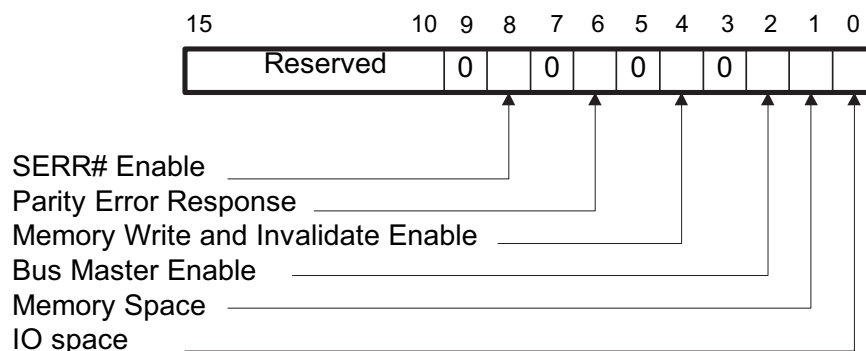 15 10 9 8 7 6 5 4 3 2 1 0
Reserved 0 0 0 0
SERR# Enable
Parity Error Response
Memory Write and Invalidate Enable
Bus Master Enable
Memory Space
IO space